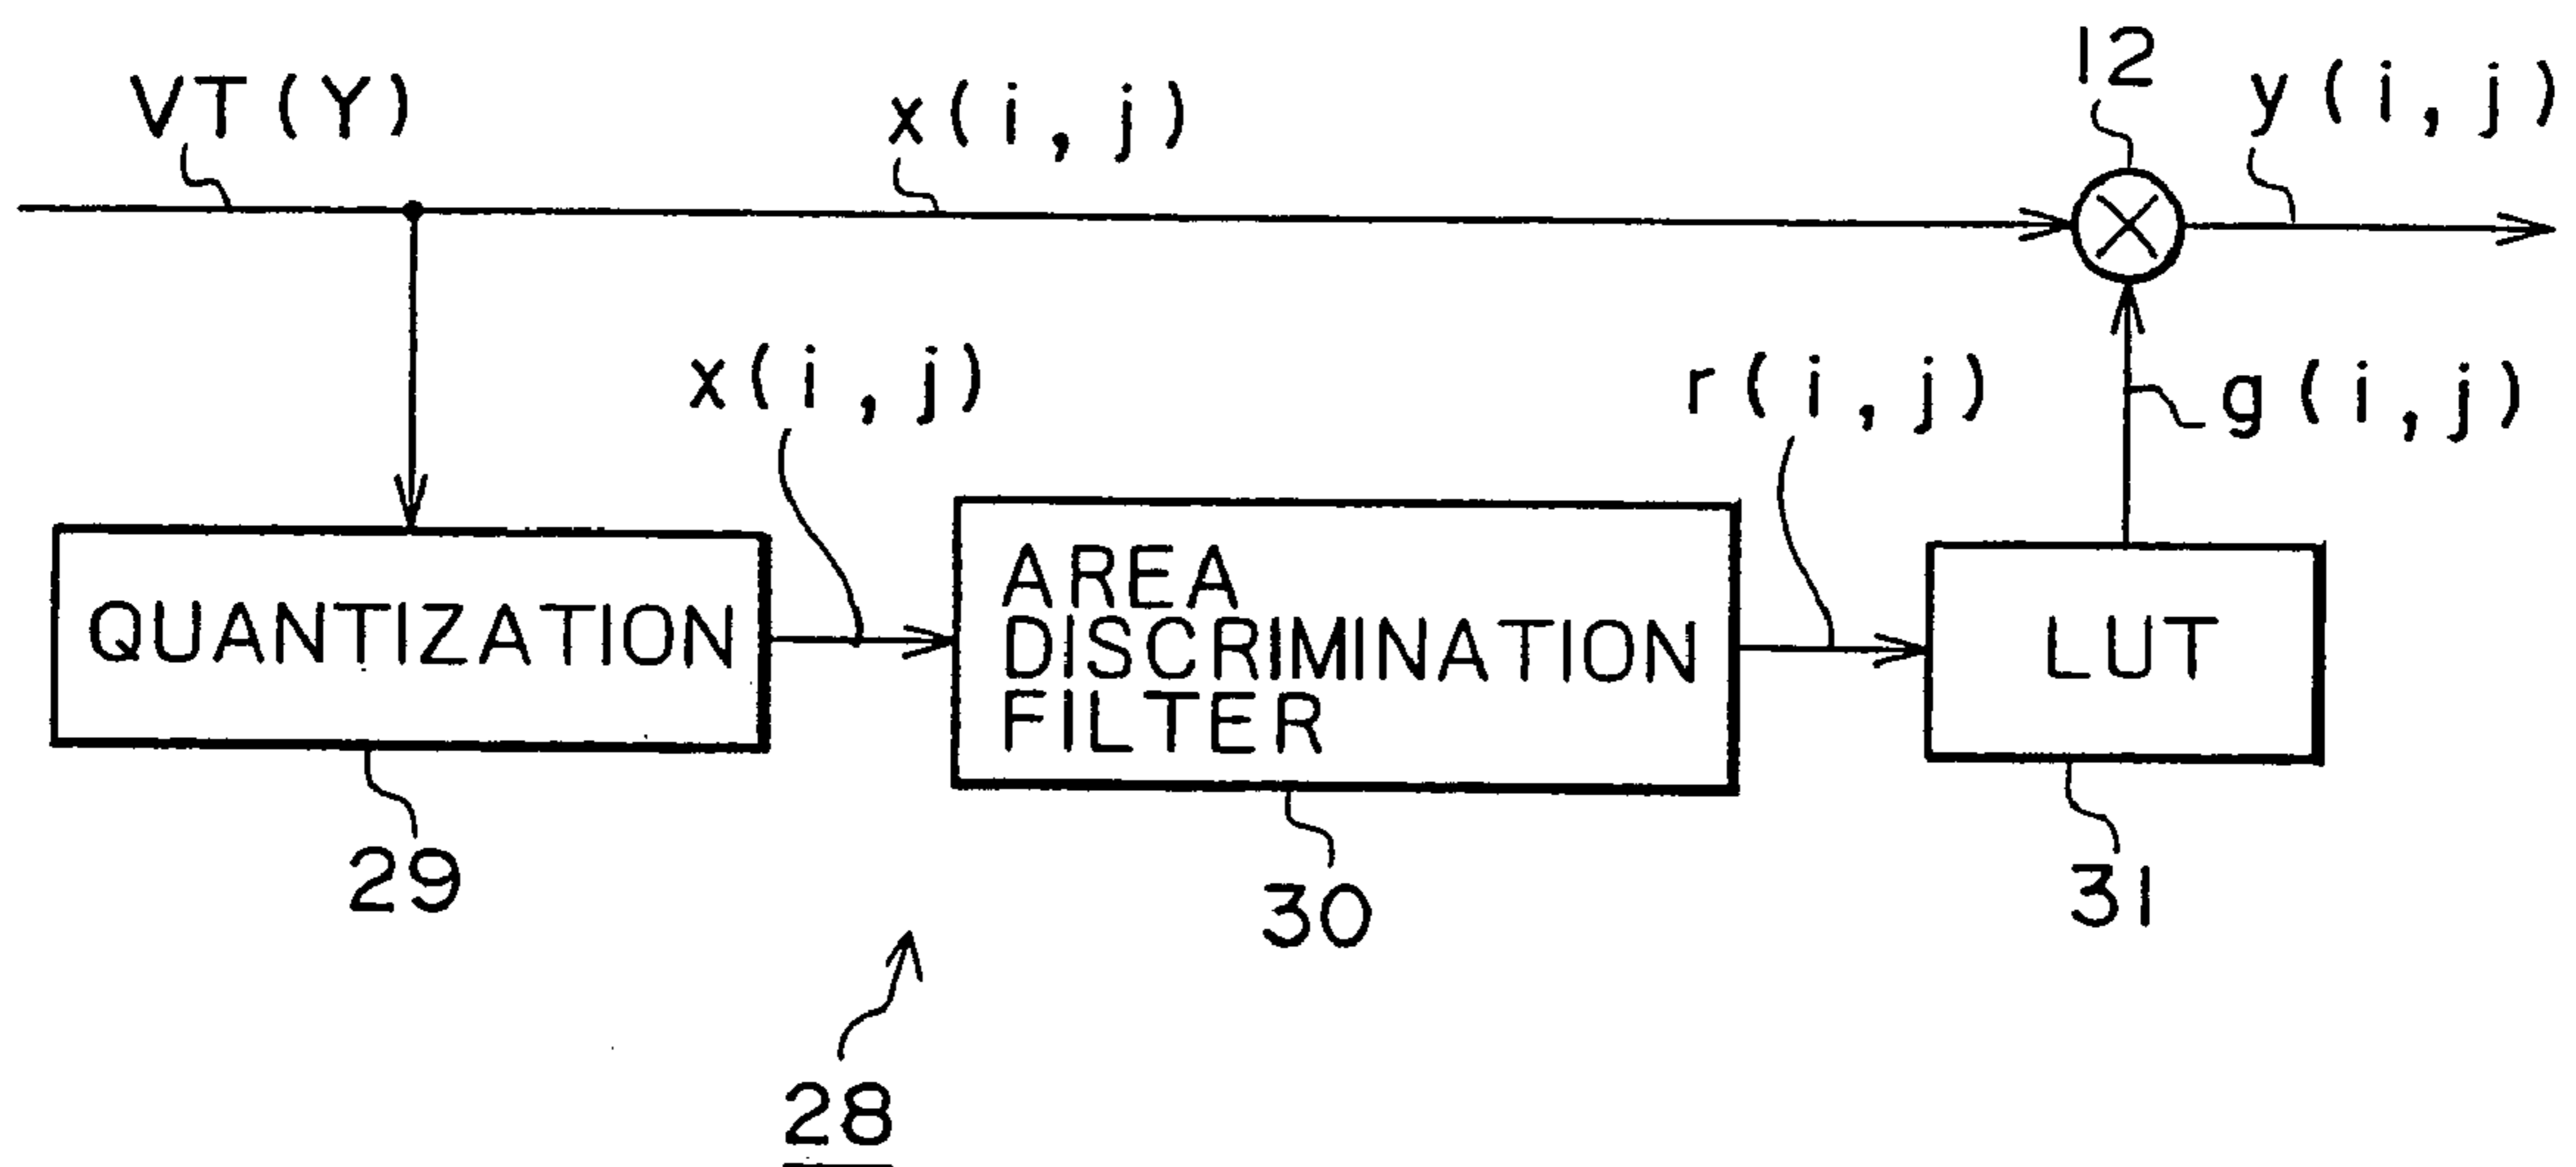 12
VT(Y)
x(i, j)
y(i, j)
x(i, j)
r(i, j)
g(i, j)
QUANTIZATION
AREA
DISCRIMINATION
FILTER
LUT
29
30
31
28